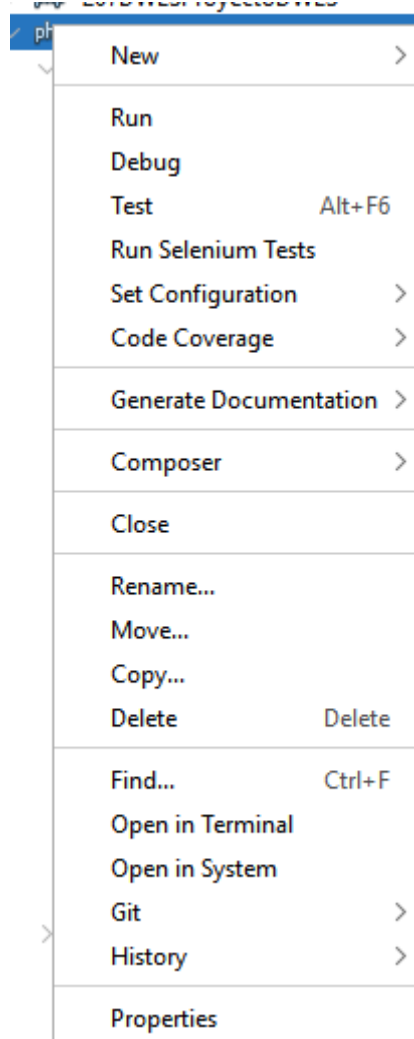 ph
New
Run
Debug
Test Alt+F6
Run Selenium Tests
Set Configuration
Code Coverage
Generate Documentation
Composer
Close
Rename...
Move...
Copy...
Delete Delete
Find... Ctrl+F
Open in Terminal
Open in System
Git
History
Properties